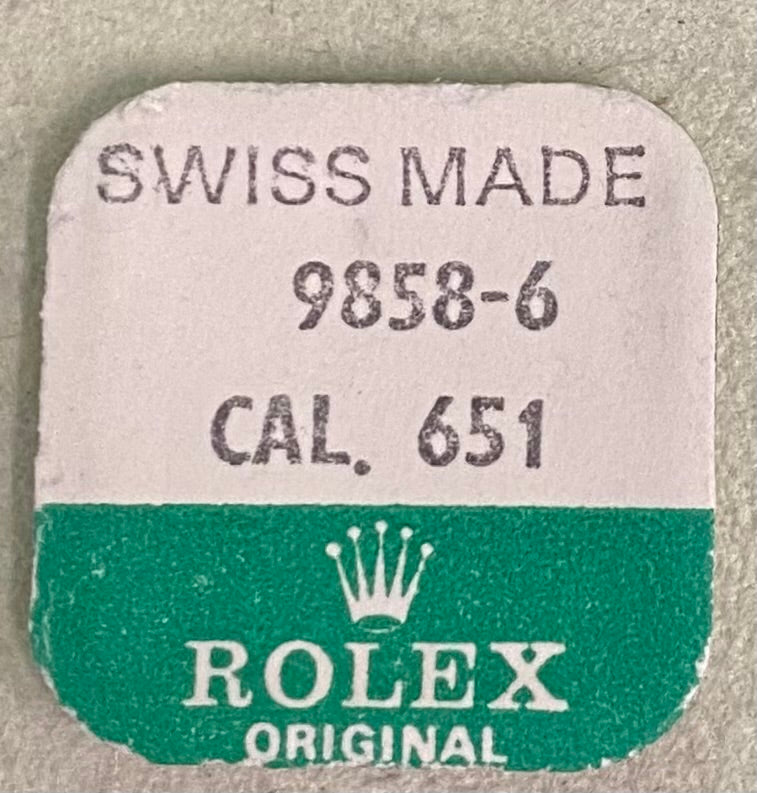 SWISS MADE
9858-6
CAL. 651
ROLEX
ORIGINAL